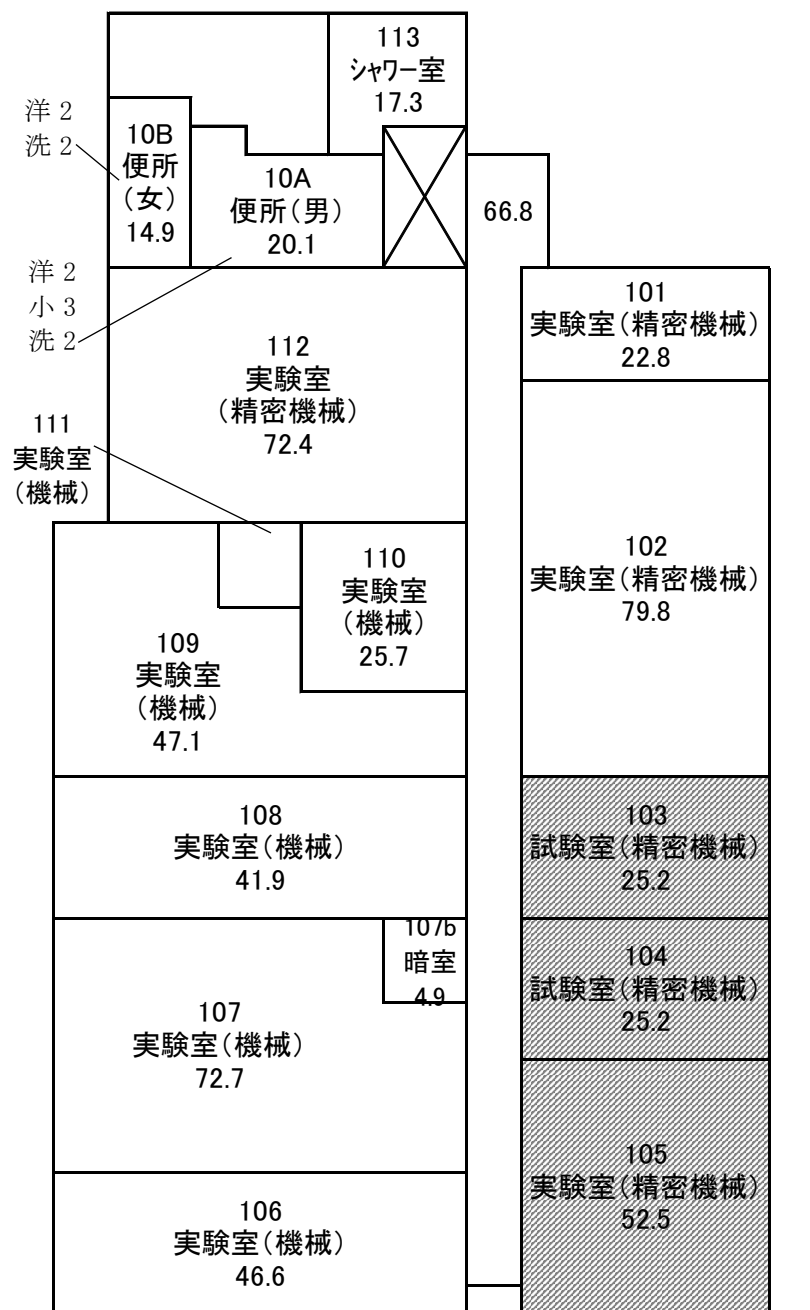 113
シャワー室
17.3
洋 2
洗 2
10B
便所
(女)
14.9
10A
便所(男)
20.1
66.8
洋 2
小 3
洗 2
101
実験室(精密機械)
22.8
112
実験室
(精密機械)
72.4
111
実験室
(機械)
102
実験室(精密機械)
79.8
110
実験室
(機械)
25.7
109
実験室
(機械)
47.1
108
実験室(機械)
41.9
103
試験室(精密機械)
25.2
107b
暗室
4.9
104
試験室(精密機械)
25.2
107
実験室(機械)
72.7
105
実験室(精密機械)
52.5
106
実験室(機械)
46.6